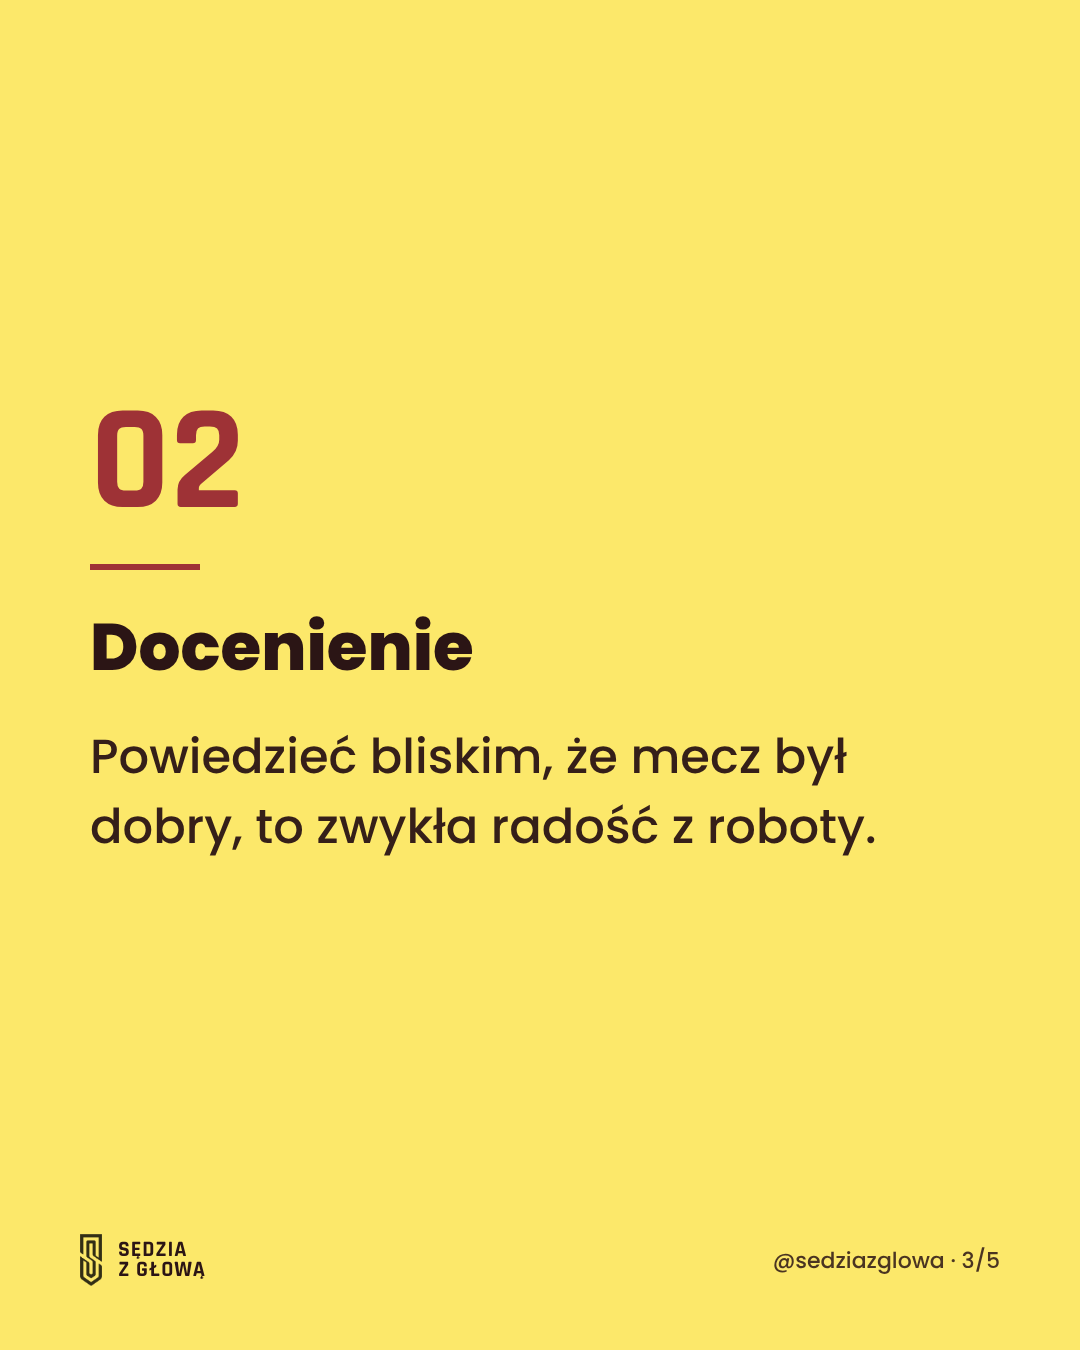 02
Docenienie
Powiedzieć bliskim, że mecz był
dobry, to zwykła radość z roboty.
SĘDZIA
Z GŁOWĄ
@sedziazglowa · 3/5